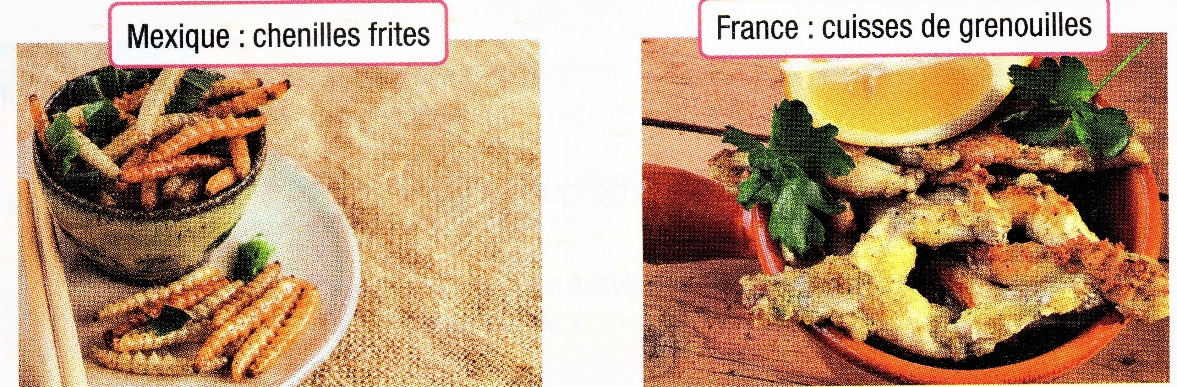 Mexique : chenilles frites
France : cuisses de grenouilles